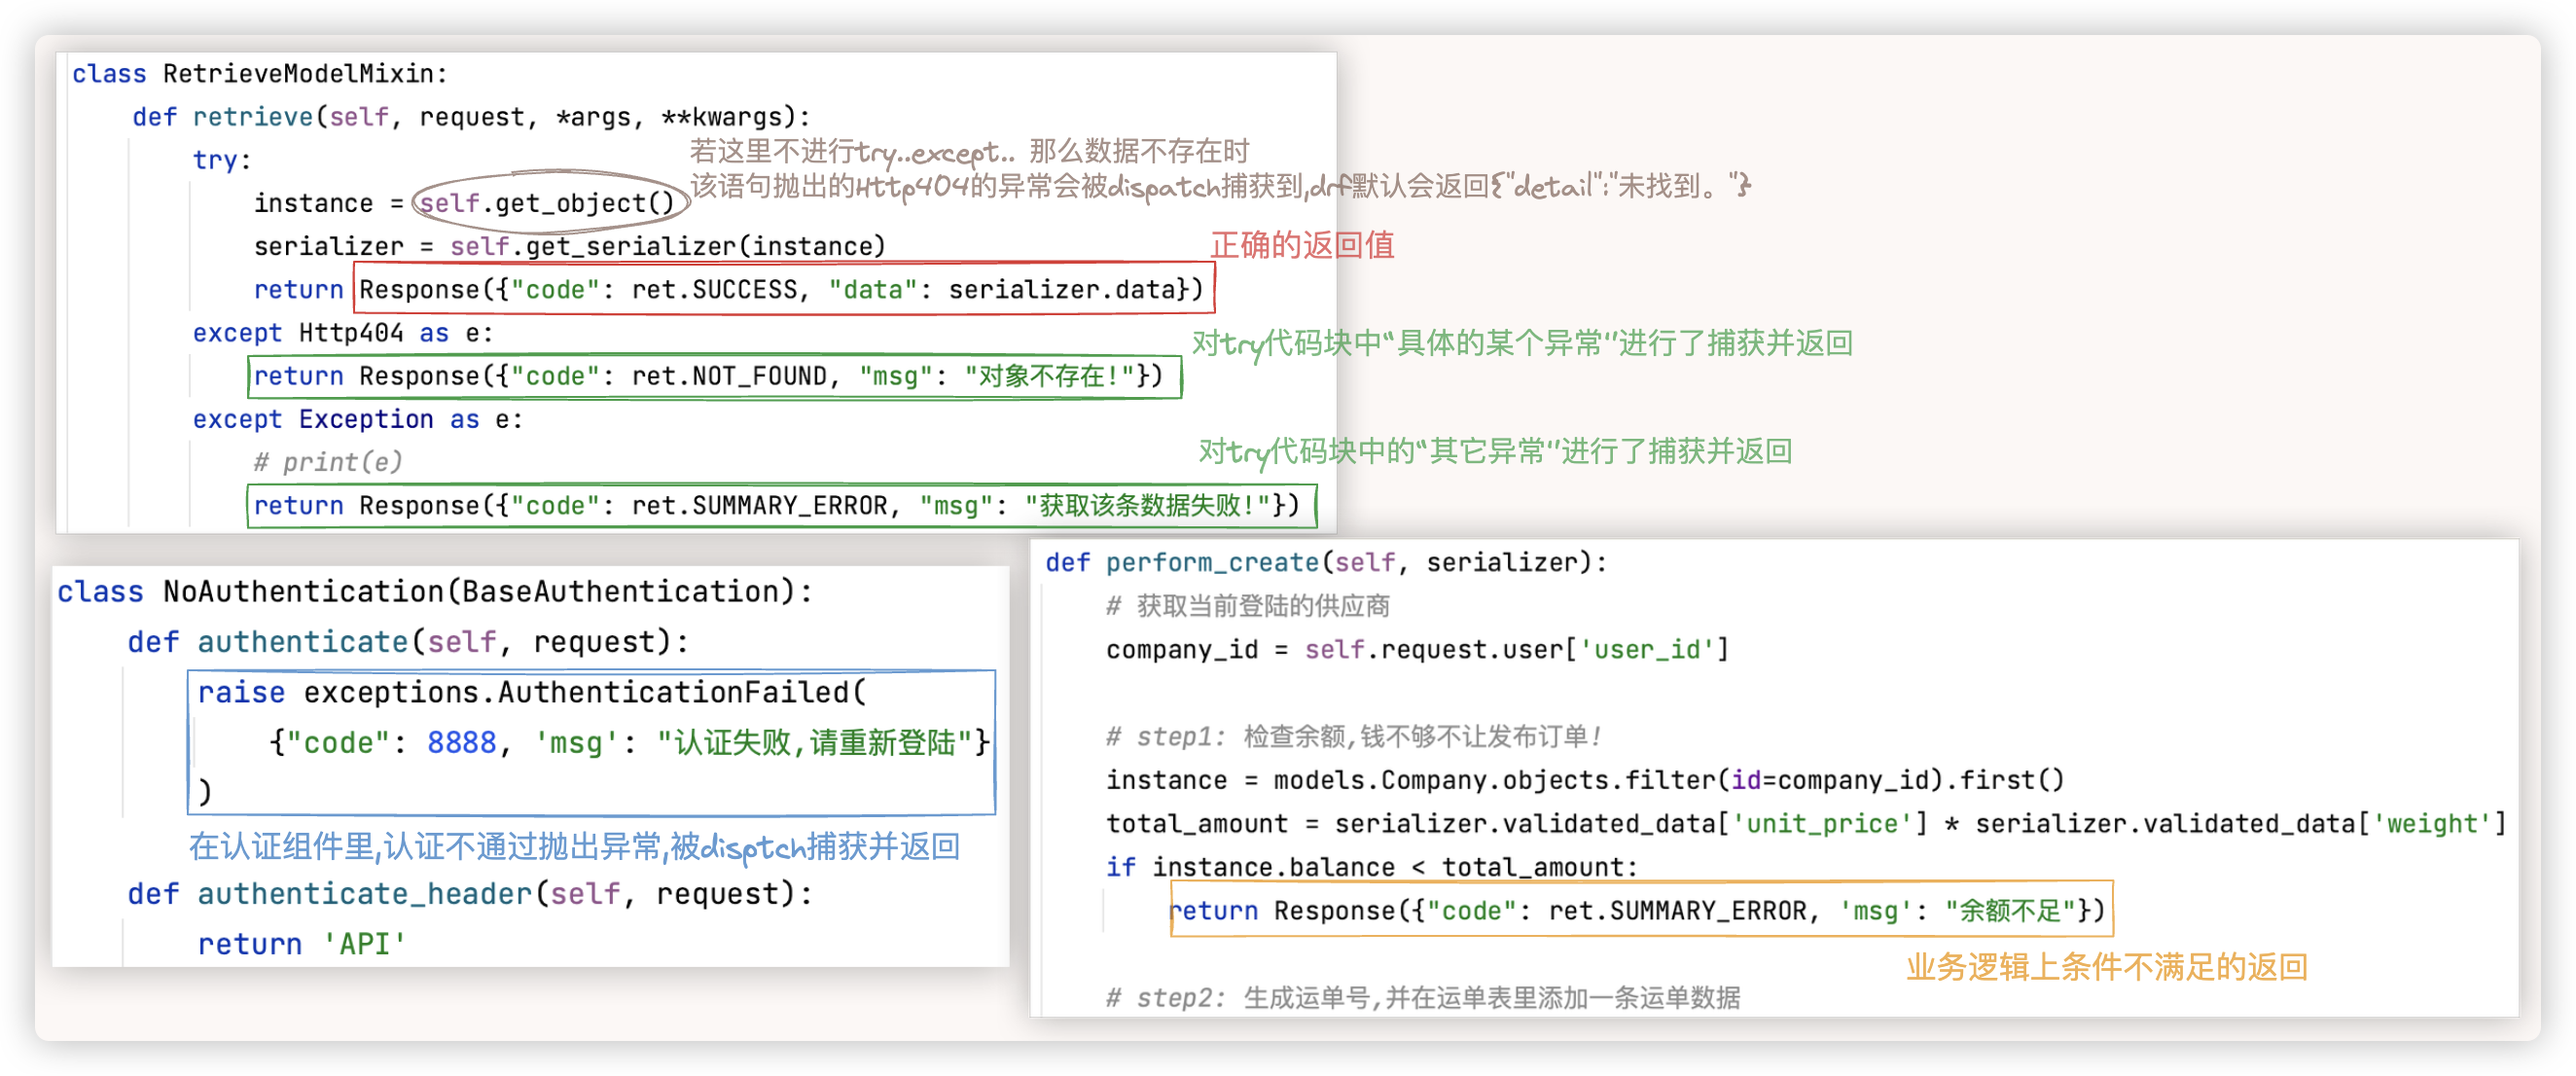 class RetrieveModelMixin:
def retrieve(self, request, *args, **kwargs):
try:
若这里不进行try..except.. 那么数据不存在时
该语句抛出的Http404的异常会被dispatch捕获到,drf默认会返回{"detail":"未找到。"}
instance = self.get_object()
serializer = self.get_serializer(instance)
正确的返回值
return Response({"code": ret.SUCCESS, "data": serializer.data})
except Http404 as e:
对try代码块中“具体的某个异常”进行了捕获并返回
return Response({"code": ret.NOT_FOUND, "msg": "对象不存在!"})
except Exception as e:
对try代码块中的“其它异常”进行了捕获并返回
# print(e)
return Response({"code": ret.SUMMARY_ERROR, "msg": "获取该条数据失败!"})
class NoAuthentication(BaseAuthentication):
def authenticate(self, request):
raise exceptions.AuthenticationFailed(
{"code": 8888, 'msg': "认证失败,请重新登陆"}
)
在认证组件里,认证不通过抛出异常,被disptch捕获并返回
def authenticate_header(self, request):
return 'API'
def perform_create(self, serializer):
# 获取当前登陆的供应商
company_id = self.request.user['user_id']
# step1: 检查余额,钱不够不让发布订单!
instance = models.Company.objects.filter(id=company_id).first()
total_amount = serializer.validated_data['unit_price'] * serializer.validated_data['weight']
if instance.balance < total_amount:
return Response({"code": ret.SUMMARY_ERROR, 'msg': "余额不足"})
业务逻辑上条件不满足的返回
# step2: 生成运单号,并在运单表里添加一条运单数据